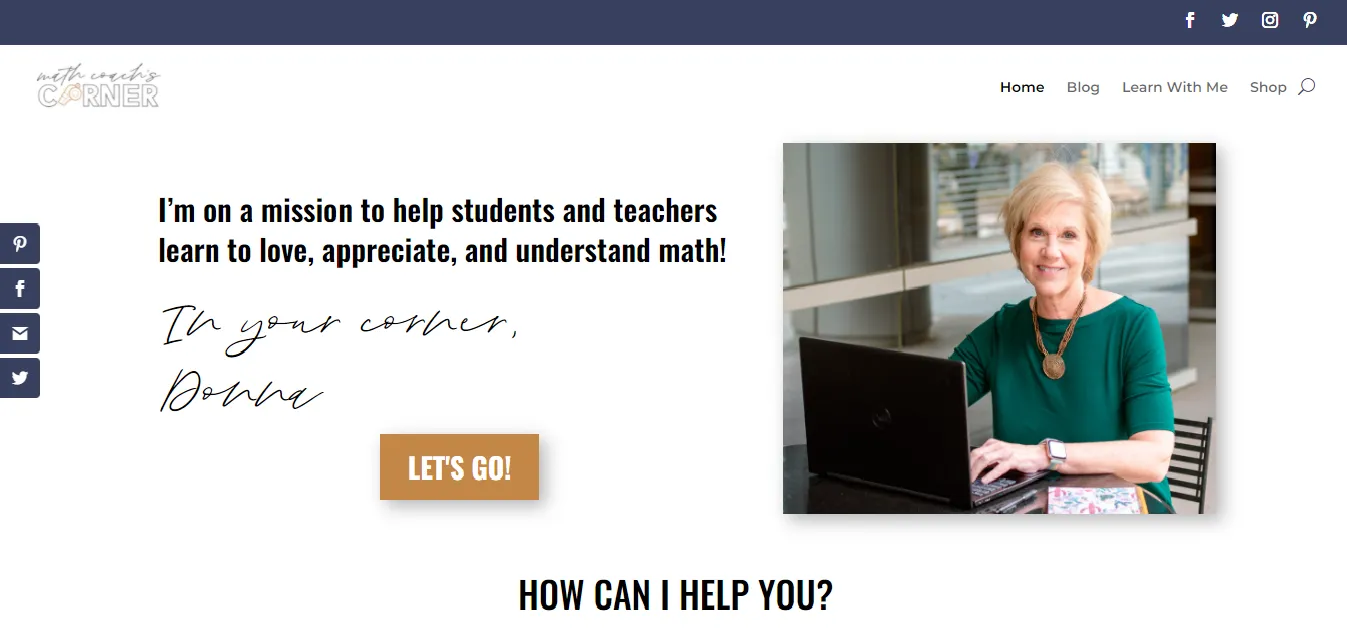 math coach's
CORNER
Home Blog Learn With Me Shop
I'm on a mission to help students and teachers
learn to love, appreciate, and understand math!
In your corner,
Donna
LET'S GO!
HOW CAN I HELP YOU?